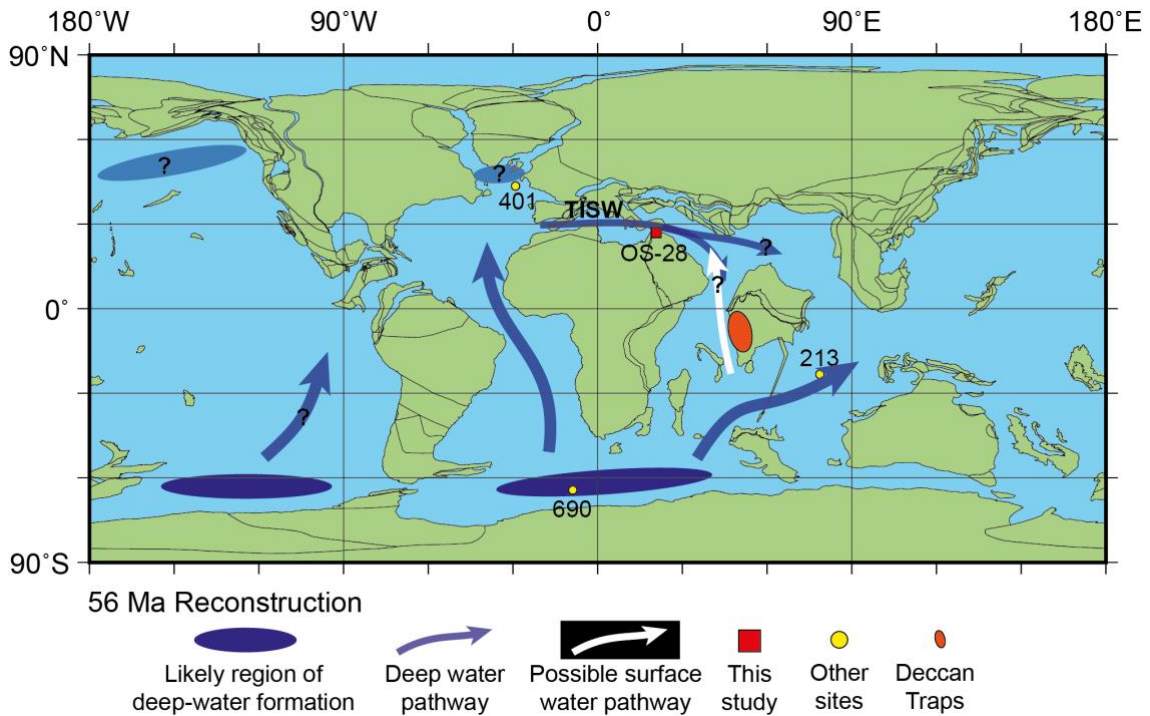 180˚W 90˚W 0˚ 90˚E 180˚E
90˚N
?
?
401
TISW
?
OS-28
?
0˚
213
?
690
90˚S
56 Ma Reconstruction
Likely region of
deep-water formation
Deep water
pathway
Possible surface
water pathway
This
study
Other
sites
Deccan
Traps